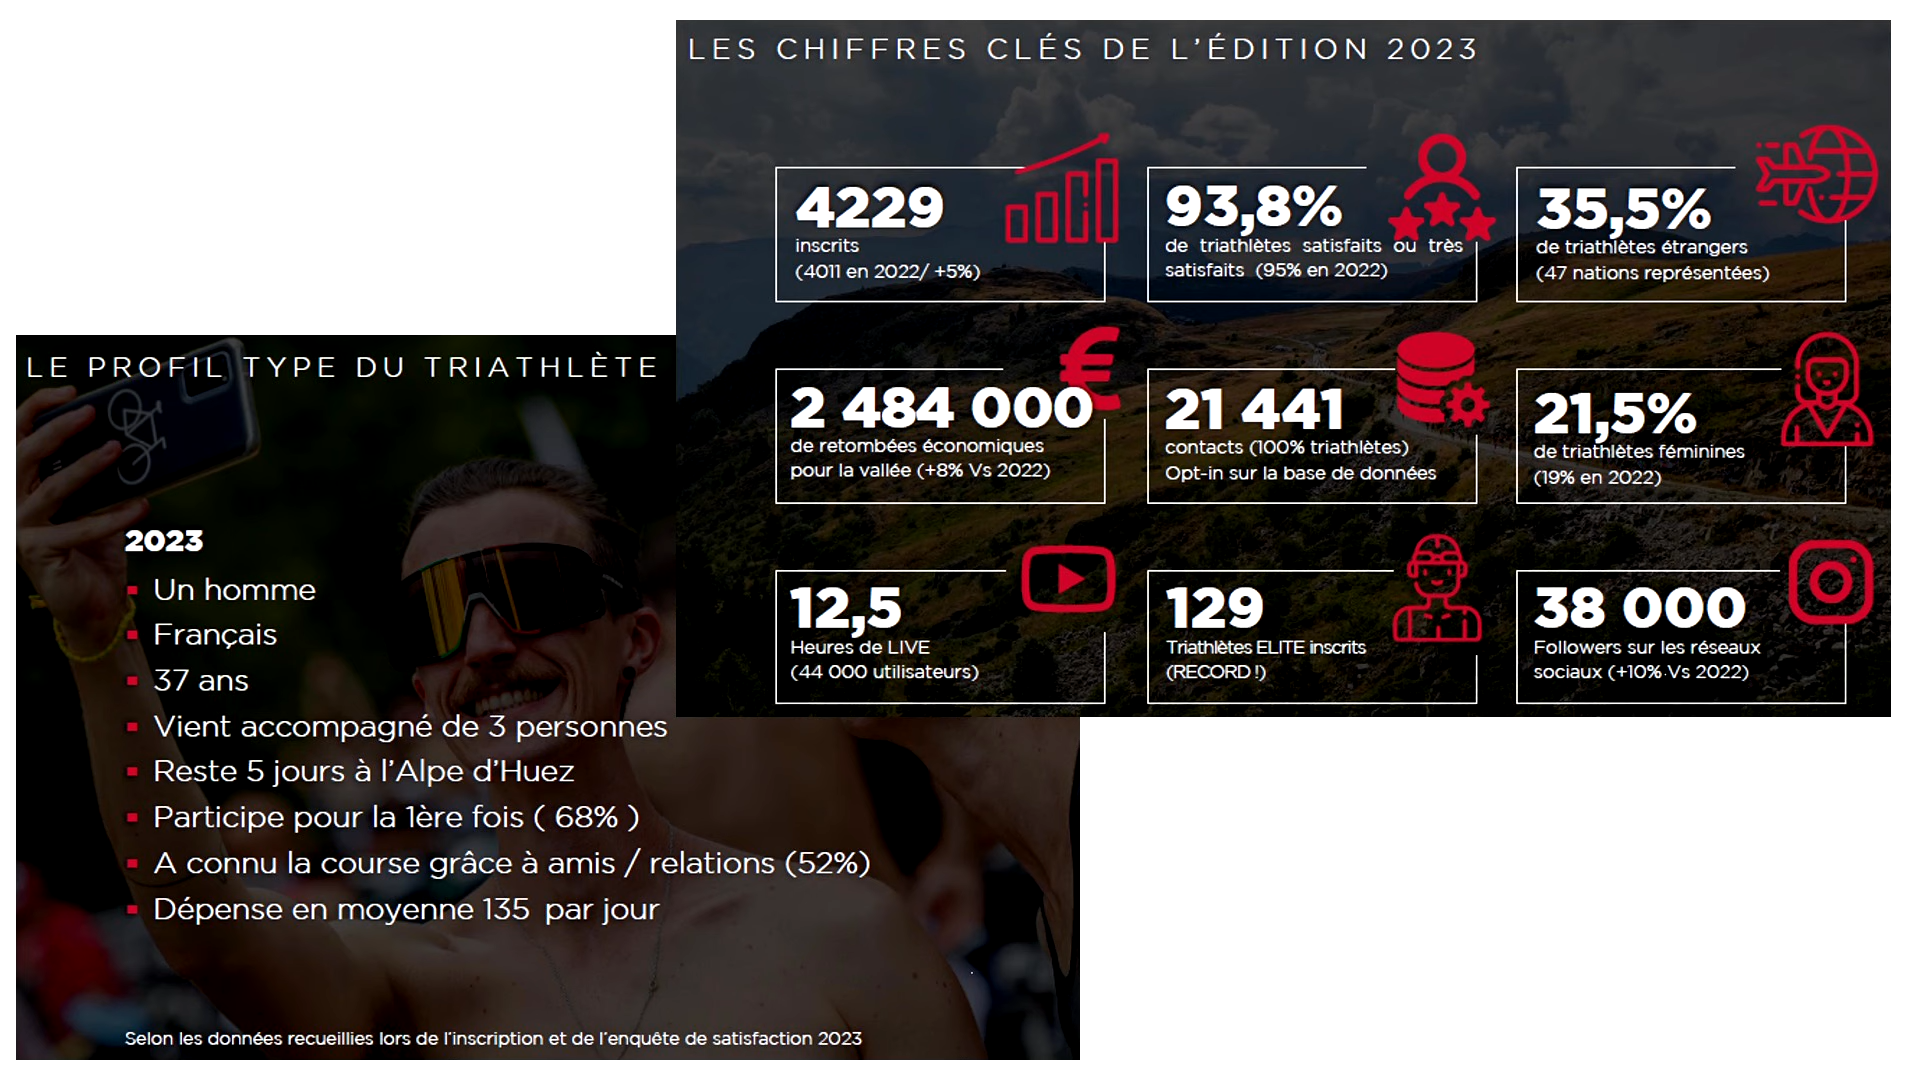 LES CHIFFRES CLÉS DE L'ÉDITION 2023
4229
inscrits
(4011 en 2022/ +5%)
93,8%
de triathlètes satisfaits ou très
satisfaits (95% en 2022)
35,5%
de triathlètes étrangers
(47 nations représentées)
2 484 000
de retombées économiques
pour la vallée (+8% Vs 2022)
21 441
contacts (100% triathlètes)
Opt-in sur la base de données
21,5%
de triathlètes féminines
(19% en 2022)
12,5
Heures de LIVE
(44 000 utilisateurs)
129
Triathlètes ELITE inscrits
(RECORD !)
38 000
Followers sur les réseaux
sociaux (+10% Vs 2022)
LE PROFIL TYPE DU TRIATHLÈTE
2023
▪ Un homme
▪ Français
▪ 37 ans
▪ Vient accompagné de 3 personnes
▪ Reste 5 jours à l'Alpe d'Huez
▪ Participe pour la 1ère fois ( 68% )
▪ A connu la course grâce à amis / relations (52%)
▪ Dépense en moyenne 135 par jour
Selon les données recueillies lors de l'inscription et de l'enquête de satisfaction 2023